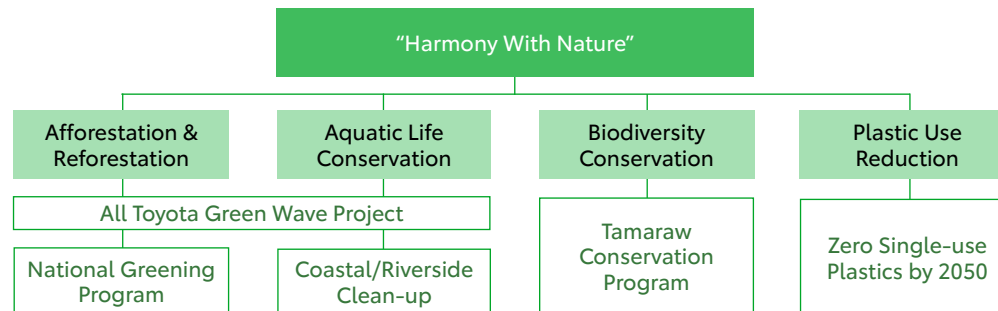 “Harmony With Nature”
Afforestation &
Reforestation
Aquatic Life
Conservation
Biodiversity
Conservation
Plastic Use
Reduction
All Toyota Green Wave Project
National Greening
Program
Coastal/Riverside
Clean-up
Tamaraw
Conservation
Program
Zero Single-use
Plastics by 2050